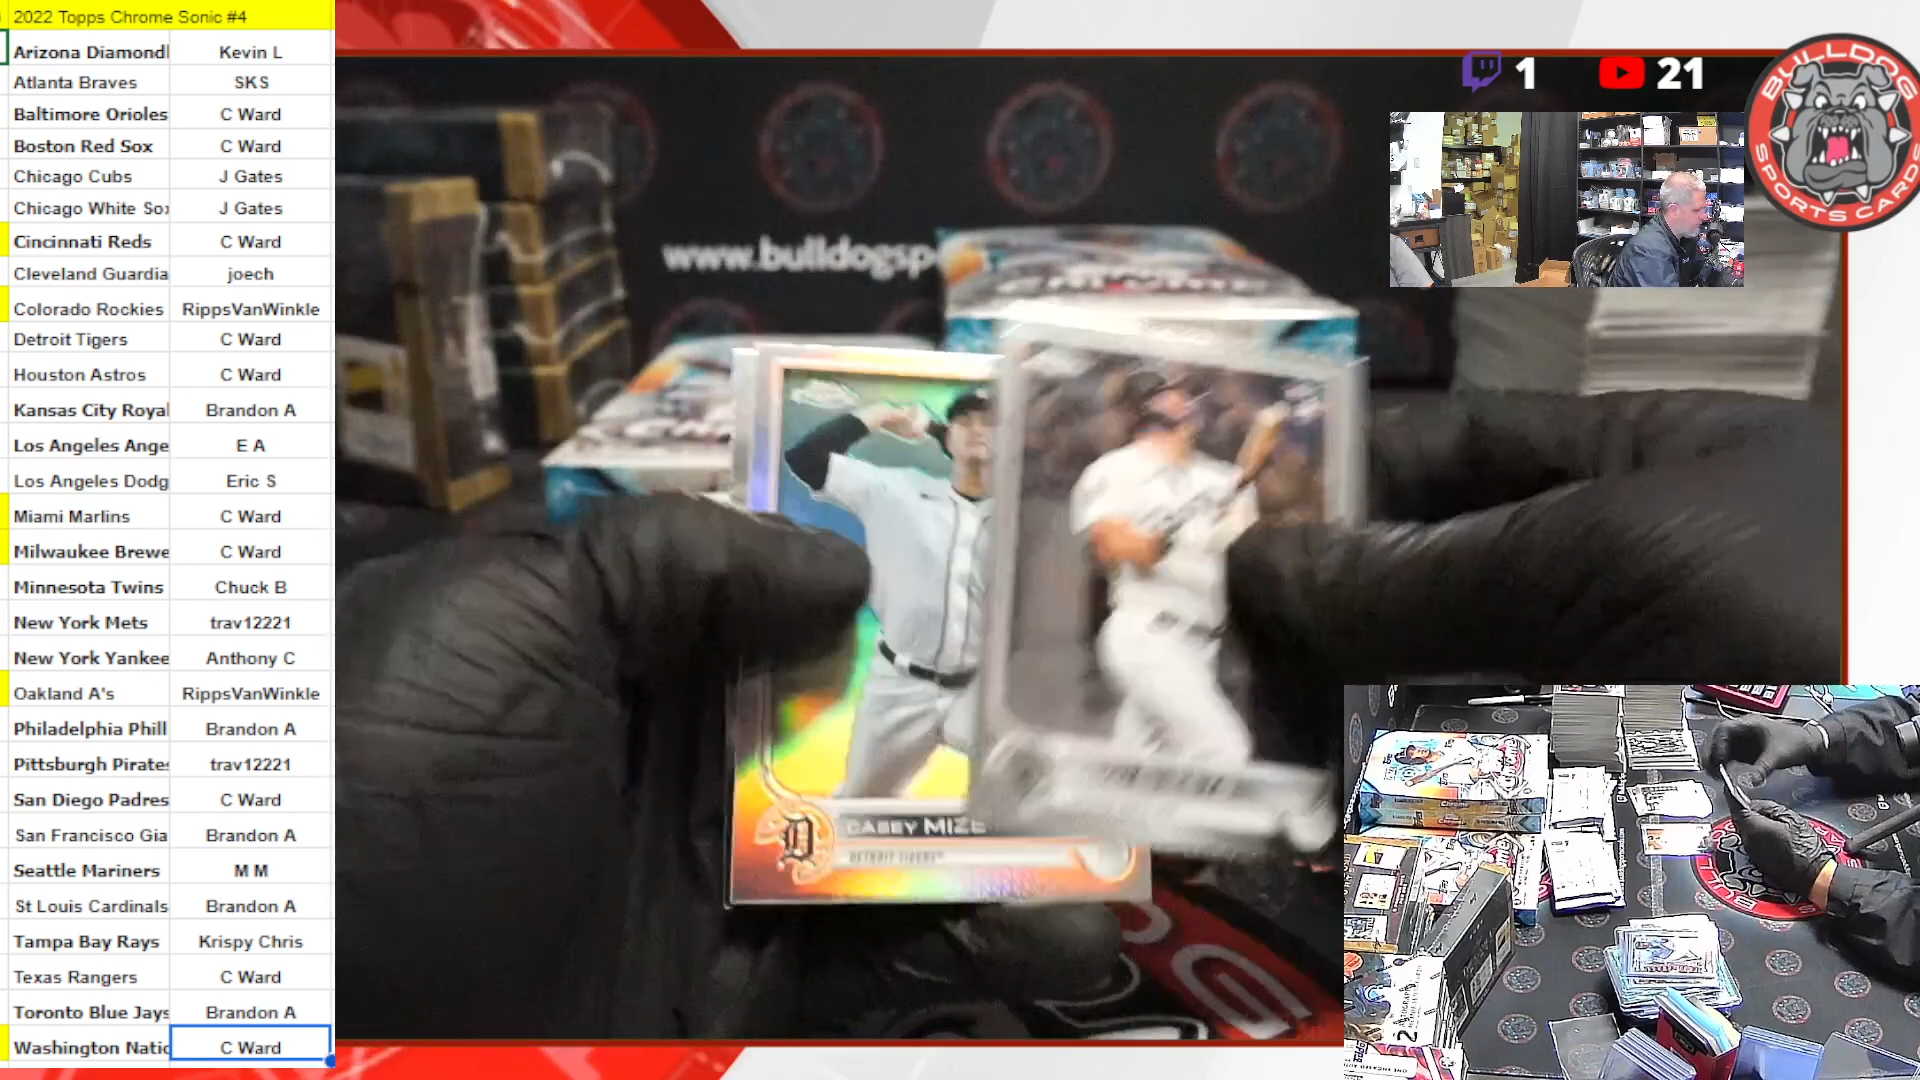 2022 Topps Chrome Sonic #4
Arizona Diamondl Kevin L
Atlanta Braves SKS
Baltimore Orioles C Ward
Boston Red Sox C Ward
Chicago Cubs J Gates
Chicago White Sox J Gates
Cincinnati Reds C Ward
Cleveland Guardia joech
Colorado Rockies RippsVanWinkle
Detroit Tigers C Ward
Houston Astros C Ward
Kansas City Royal Brandon A
Los Angeles Ange E A
Los Angeles Dodg Eric S
Miami Marlins C Ward
Milwaukee Brewe C Ward
Minnesota Twins Chuck B
New York Mets trav12221
New York Yankee Anthony C
Oakland A's RippsVanWinkle
Philadelphia Phill Brandon A
Pittsburgh Pirates trav12221
San Diego Padres C Ward
San Francisco Gia Brandon A
Seattle Mariners M M
St Louis Cardinals Brandon A
Tampa Bay Rays Krispy Chris
Texas Rangers C Ward
Toronto Blue Jays Brandon A
Washington Natio C Ward
1 21
BULLDOG
SPORTS CARDS
www.bulldogsp
CASEY MIZE
DETROIT TIGERS